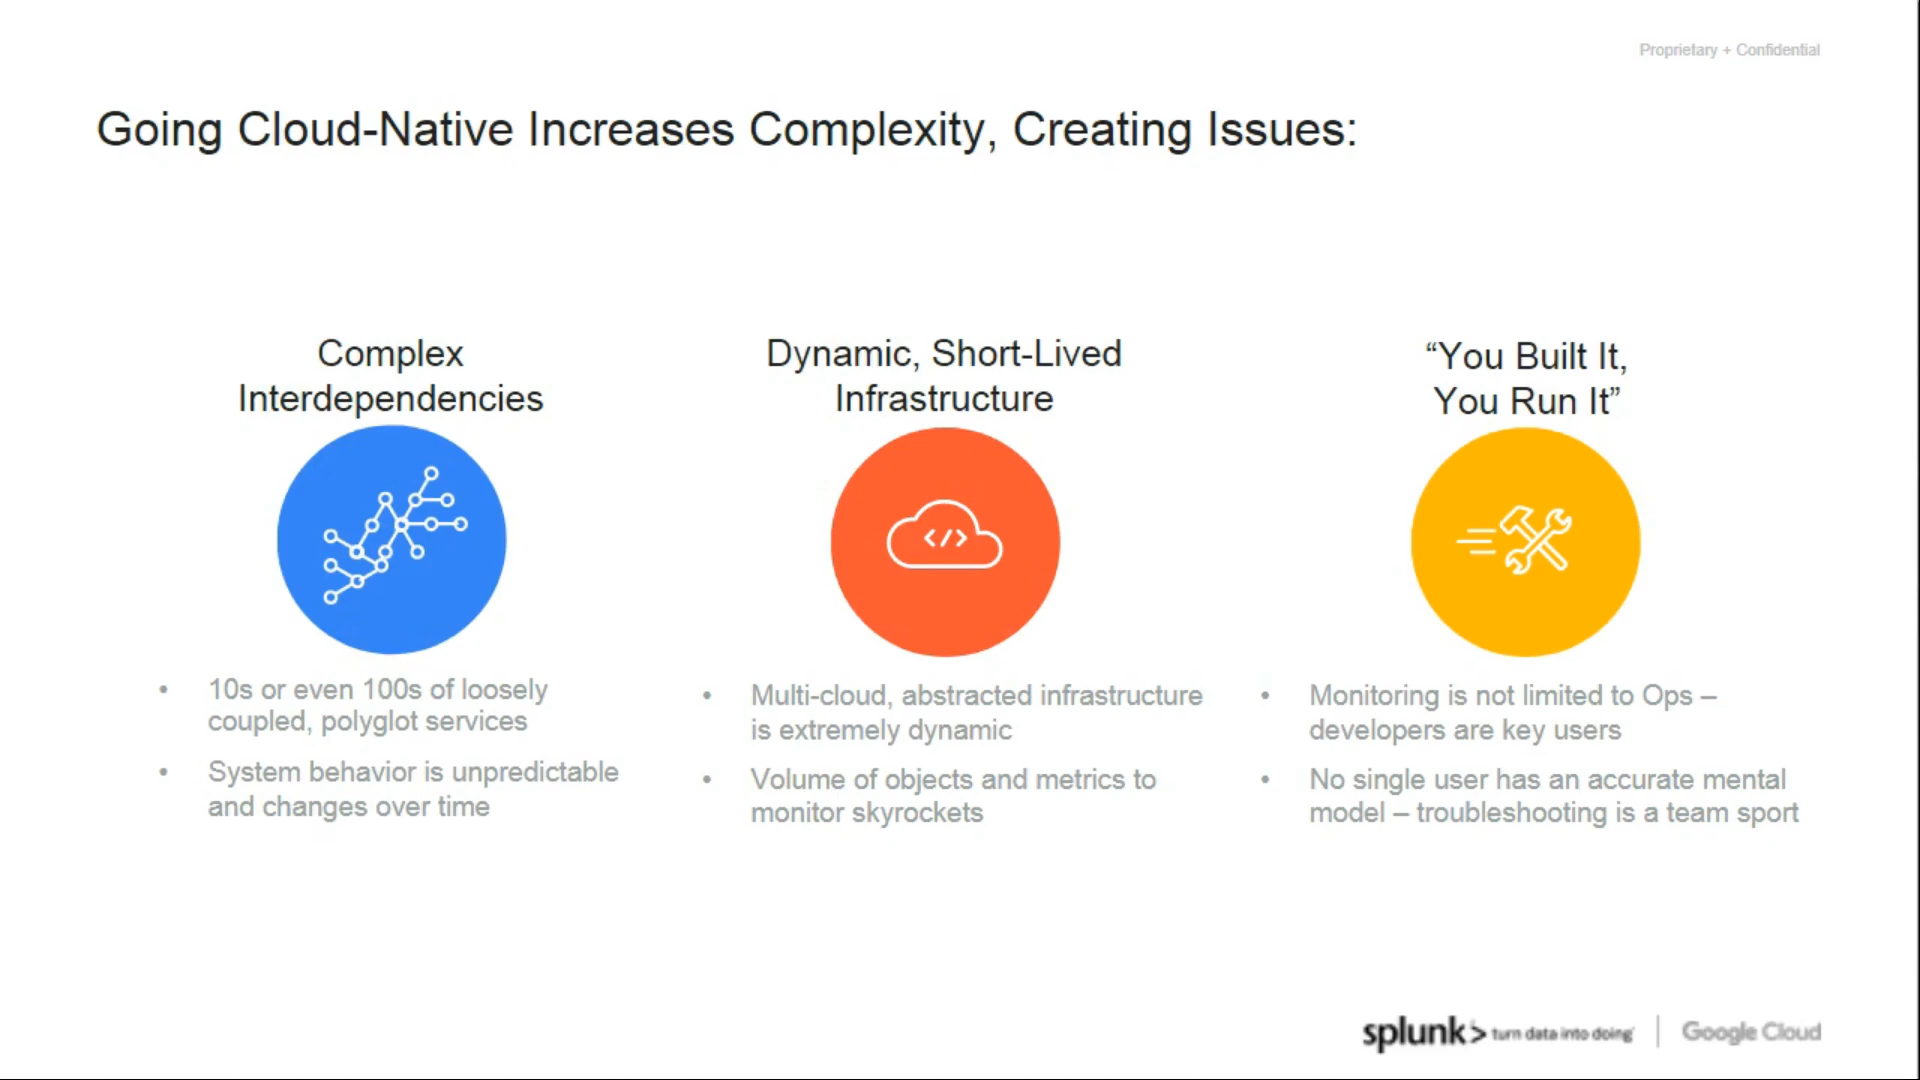 Proprietary + Confidential
Going Cloud-Native Increases Complexity, Creating Issues:
Complex
Interdependencies
• 10s or even 100s of loosely
coupled, polyglot services
• System behavior is unpredictable
and changes over time
Dynamic, Short-Lived
Infrastructure
</>
• Multi-cloud, abstracted infrastructure
is extremely dynamic
• Volume of objects and metrics to
monitor skyrockets
“You Built It,
You Run It”
• Monitoring is not limited to Ops –
developers are key users
• No single user has an accurate mental
model – troubleshooting is a team sport
splunk> turn data into doing
Google Cloud